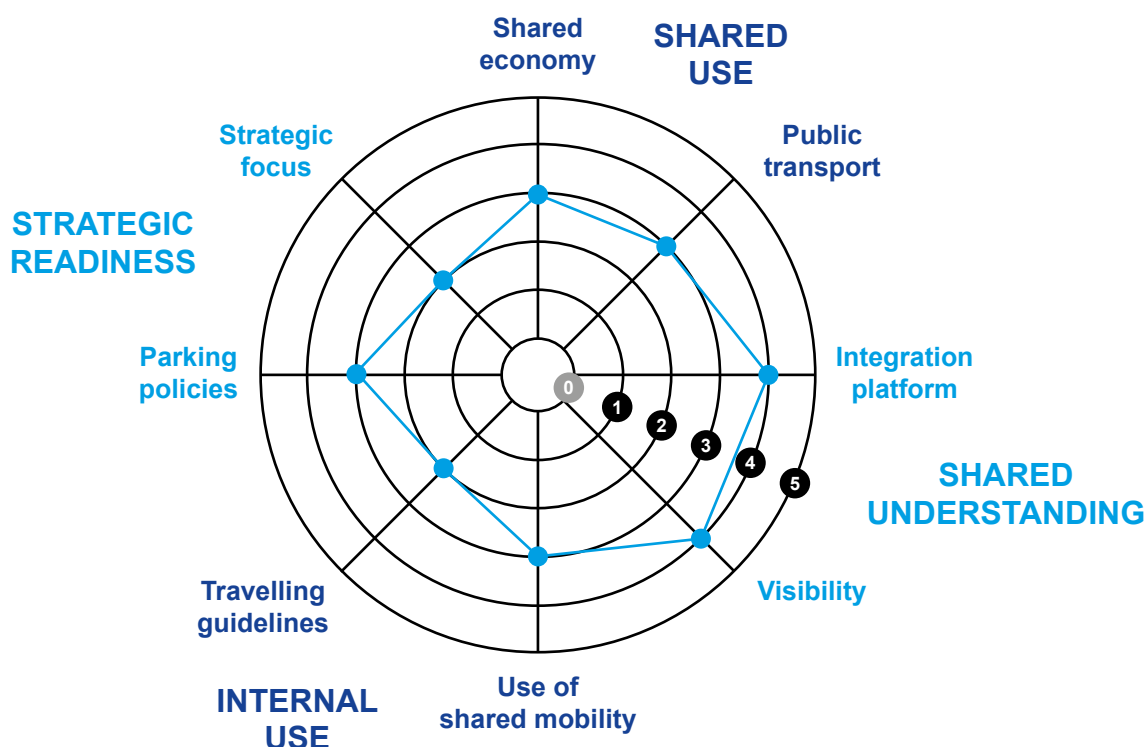 Shared
economy
SHARED
USE
Strategic
focus
Public
transport
STRATEGIC
READINESS
Parking
policies
Integration
platform
0
1
2
3
4
5
SHARED
UNDERSTANDING
Travelling
guidelines
Visibility
INTERNAL
USE
Use of
shared mobility